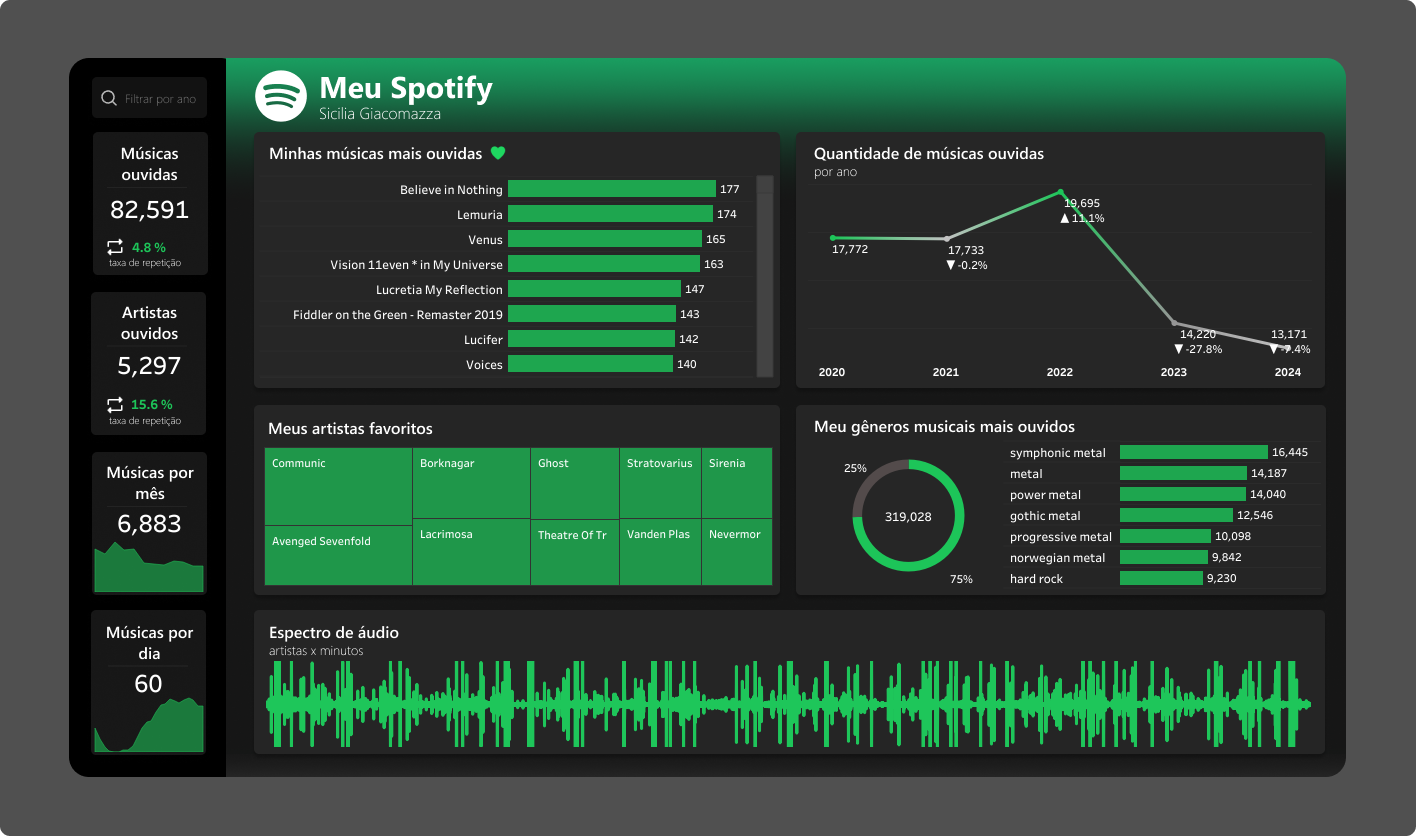 Meu Spotify
Sicilia Giacomazza
Filtrar por ano
Músicas
ouvidas
82,591
4.8 %
taxa de repetição
Artistas
ouvidos
5,297
15.6 %
taxa de repetição
Músicas por
mês
6,883
Músicas por
dia
60
Minhas músicas mais ouvidas
Believe in Nothing 177
Lemuria 174
Venus 165
Vision 11even * in My Universe 163
Lucretia My Reflection 147
Fiddler on the Green - Remaster 2019 143
Lucifer 142
Voices 140
Quantidade de músicas ouvidas
por ano
17,772
17,733
▼-0.2%
19,695
▲11.1%
14,220
▼-27.8%
13,171
▼-7.4%
2020 2021 2022 2023 2024
Meus artistas favoritos
Communic Borknagar Ghost Stratovarius Sirenia
Avenged Sevenfold Lacrimosa Theatre Of Tr Vanden Plas Nevermor
Meu gêneros musicais mais ouvidos
25%
319,028
75%
symphonic metal 16,445
metal 14,187
power metal 14,040
gothic metal 12,546
progressive metal 10,098
norwegian metal 9,842
hard rock 9,230
Espectro de áudio
artistas x minutos